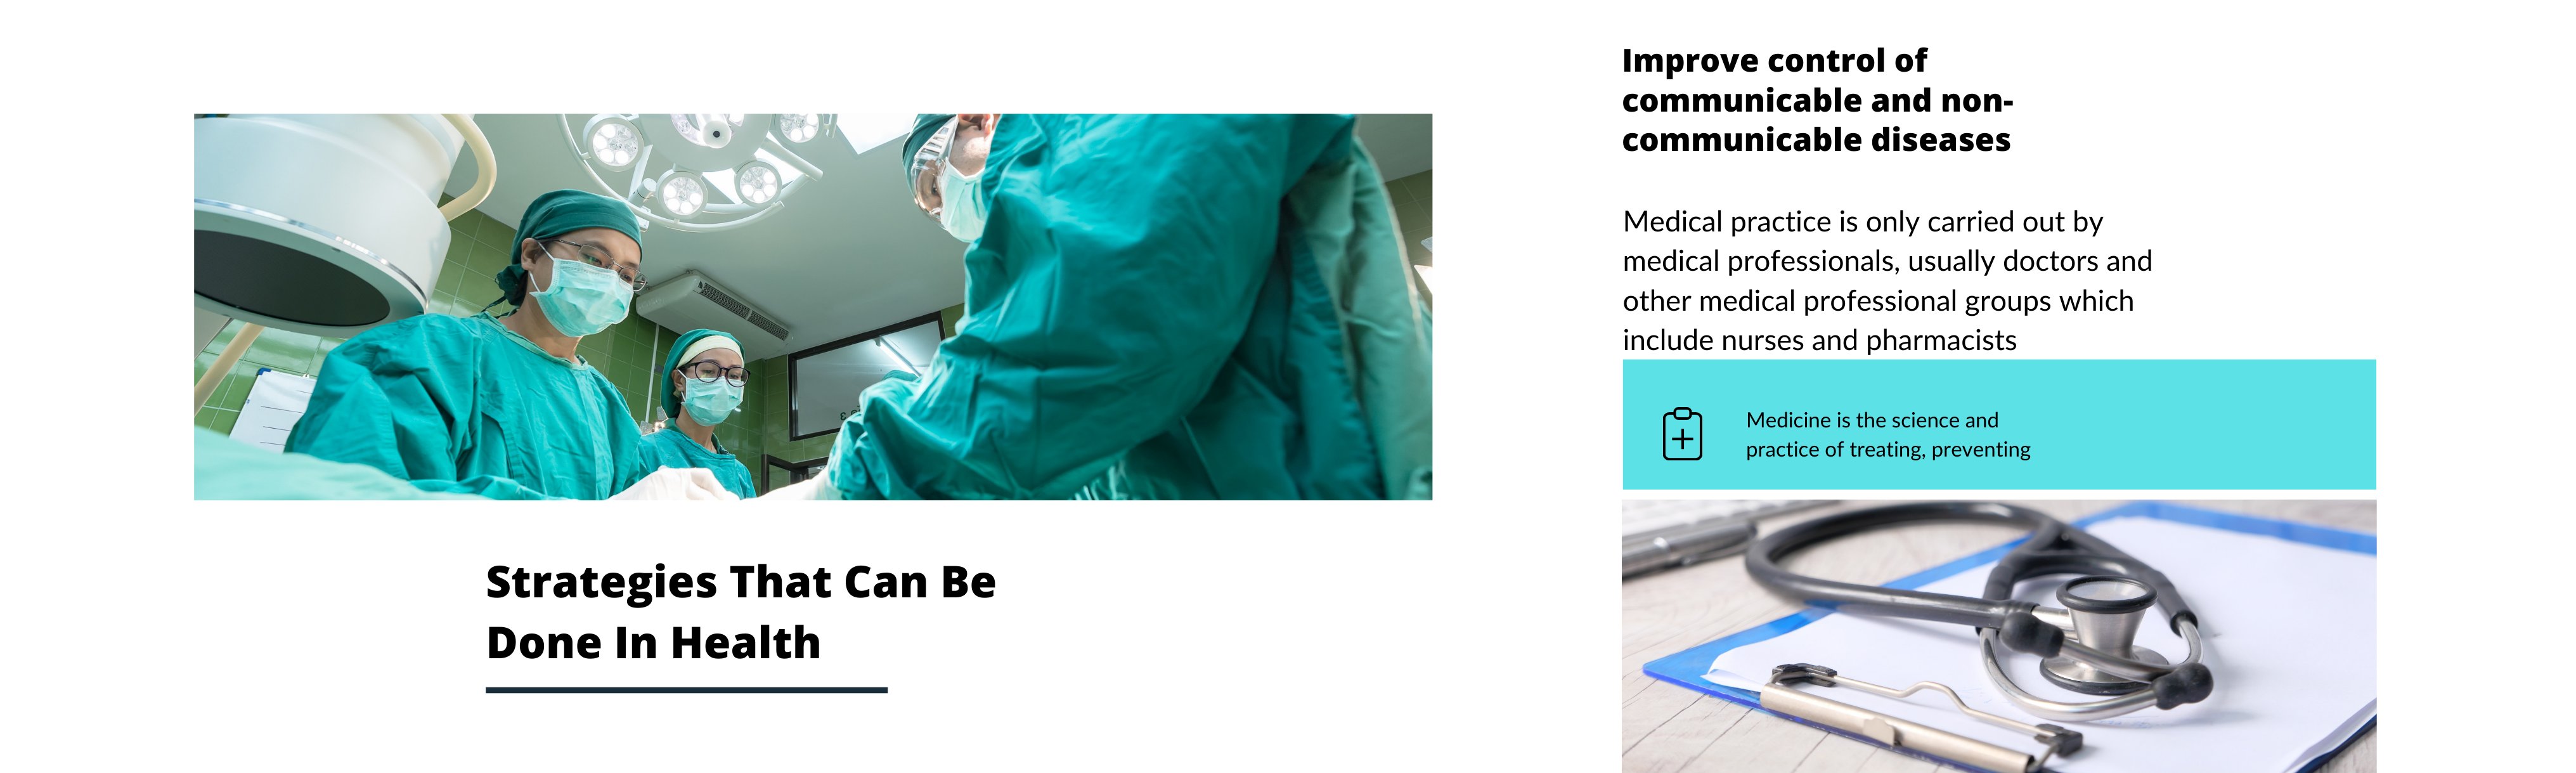 Strategies That Can Be
Done In Health
Improve control of
communicable and non-
communicable diseases
Medical practice is only carried out by
medical professionals, usually doctors and
other medical professional groups which
include nurses and pharmacists
Medicine is the science and
practice of treating, preventing